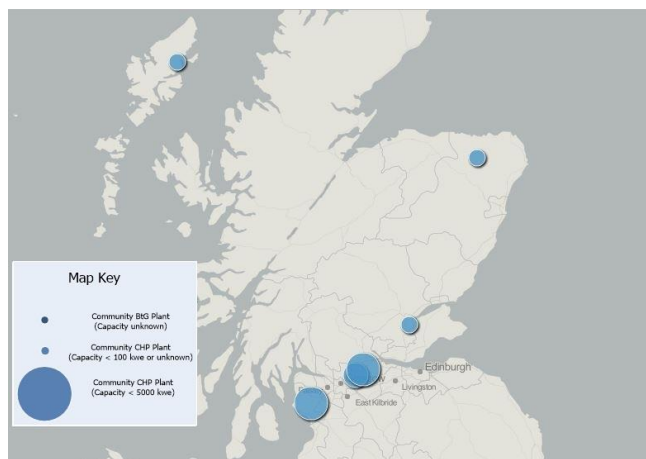 Map Key
Community BtG Plant
(Capacity unknown)
Community CHP Plant
(Capacity < 100 kwe or unknown)
Community CHP Plant
(Capacity < 5000 kwe)
Edinburgh
Livingston
East Kilbride